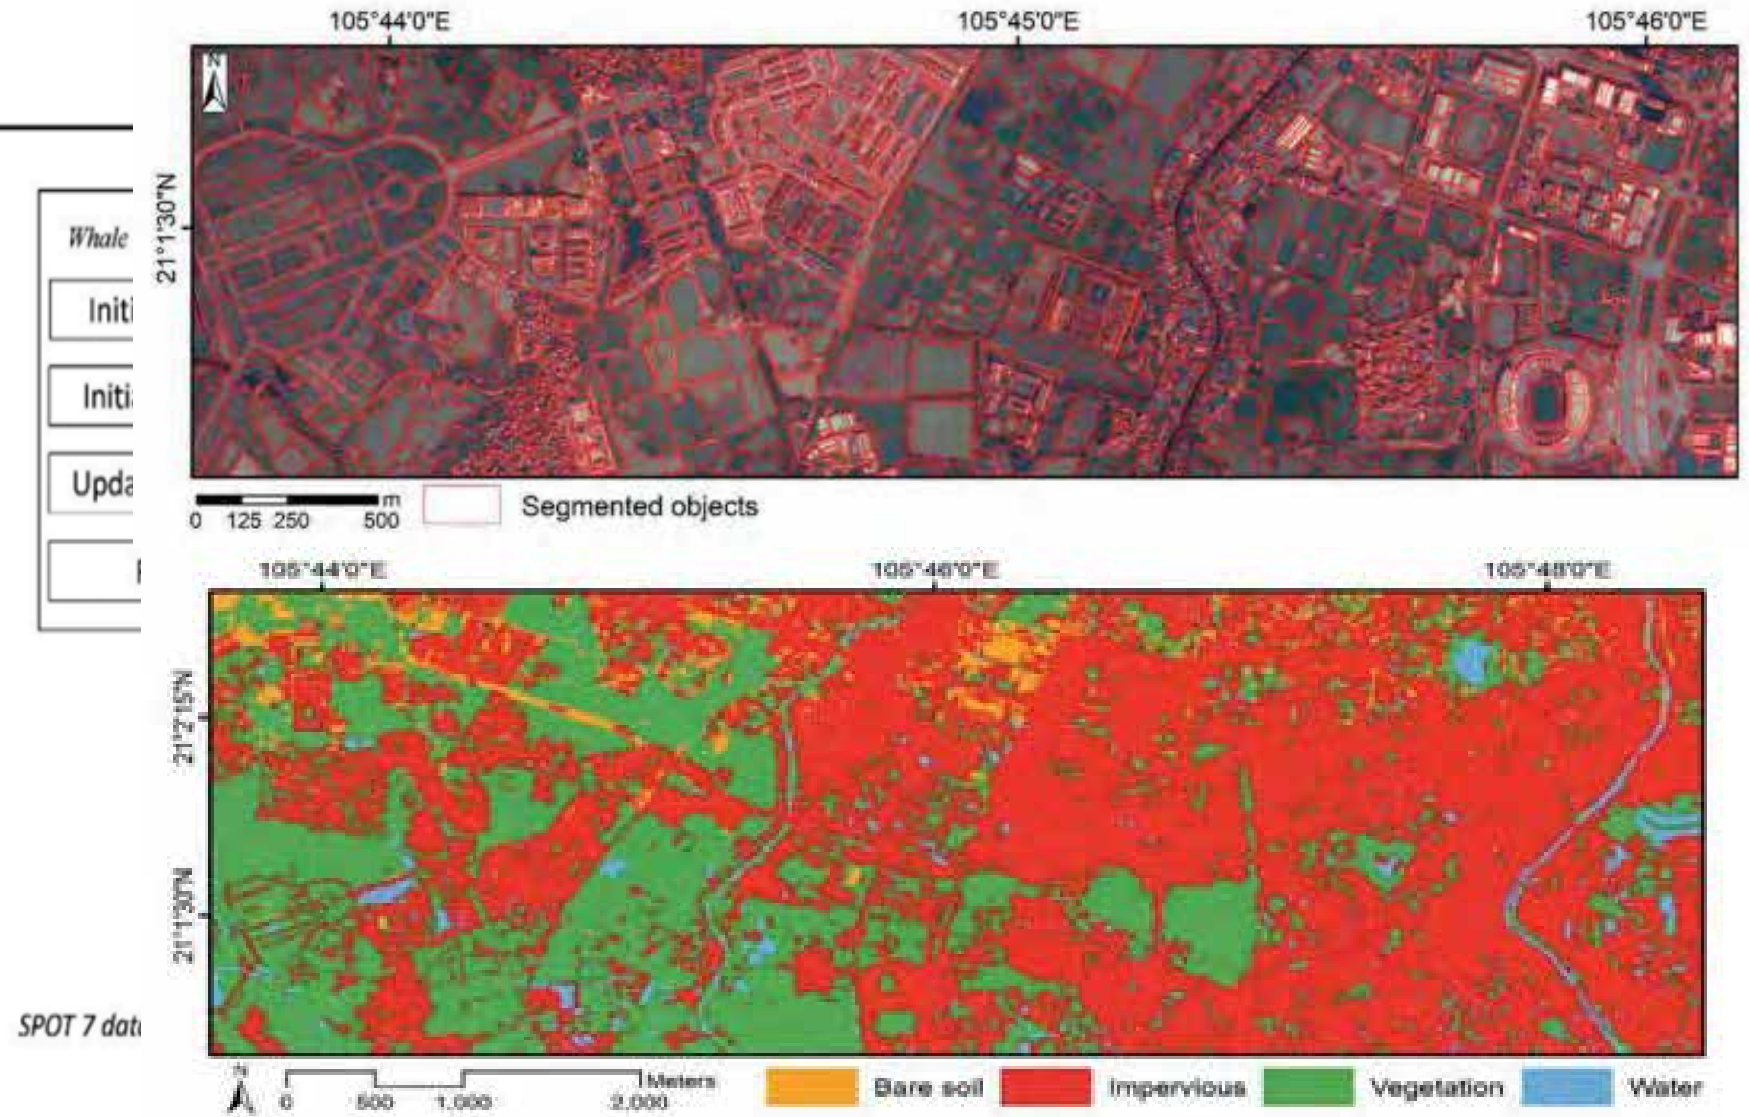 105°44'0"E 105°45'0"E 105°46'0"E
N
21°1'30"N
Whale
Initi
Initi
Upda
m
0 125 250 500
Segmented objects
105°44'0"E 105°46'0"E 105°48'0"E
21°2'15"N
21°1'30"N
SPOT 7 dat
N
Meters
0 500 1,000 2,000
Bare soil Impervious Vegetation Water